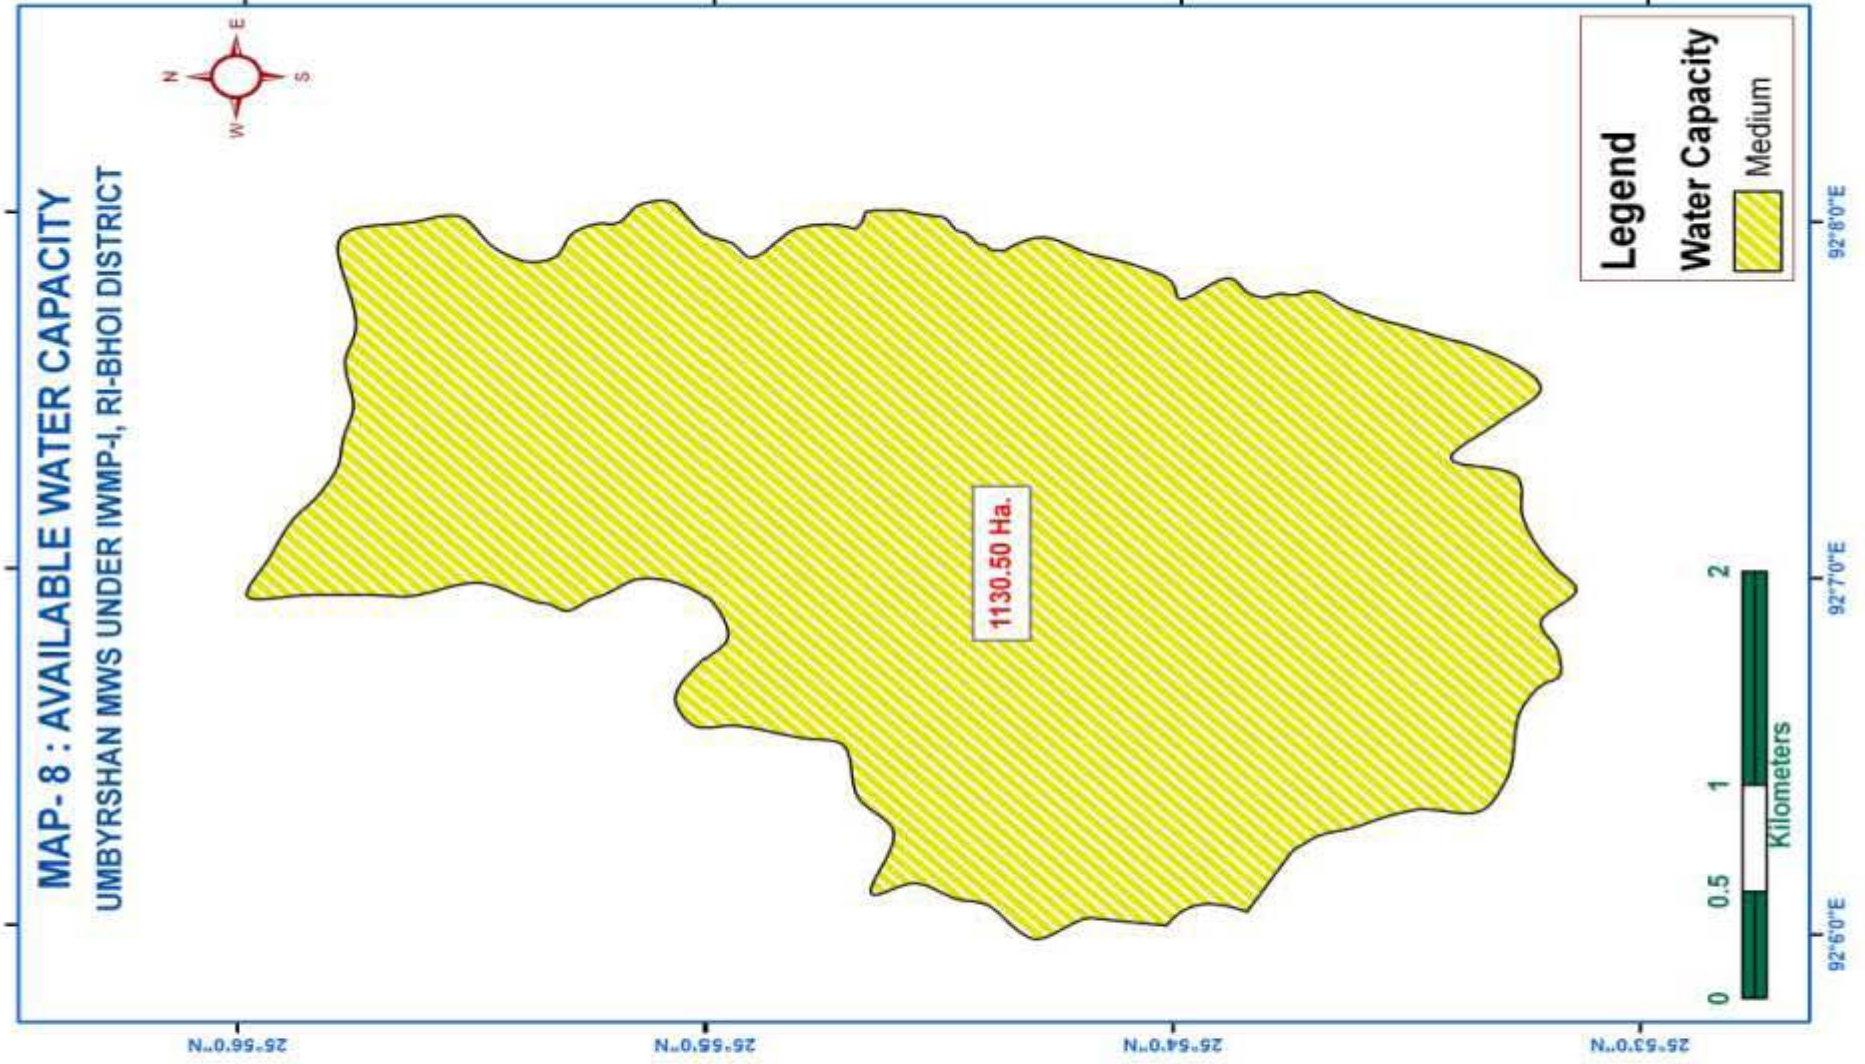 MAP- 8 : AVAILABLE WATER CAPACITY
UMBYRSHAN MWS UNDER IWMP-I, RI-BHOI DISTRICT
N
W E
S
25°56'0"N
25°55'0"N
25°54'0"N
25°53'0"N
1130.50 Ha.
0 0.5 1 2
Kilometers
Legend
Water Capacity
Medium
92°6'0"E 92°7'0"E 92°8'0"E